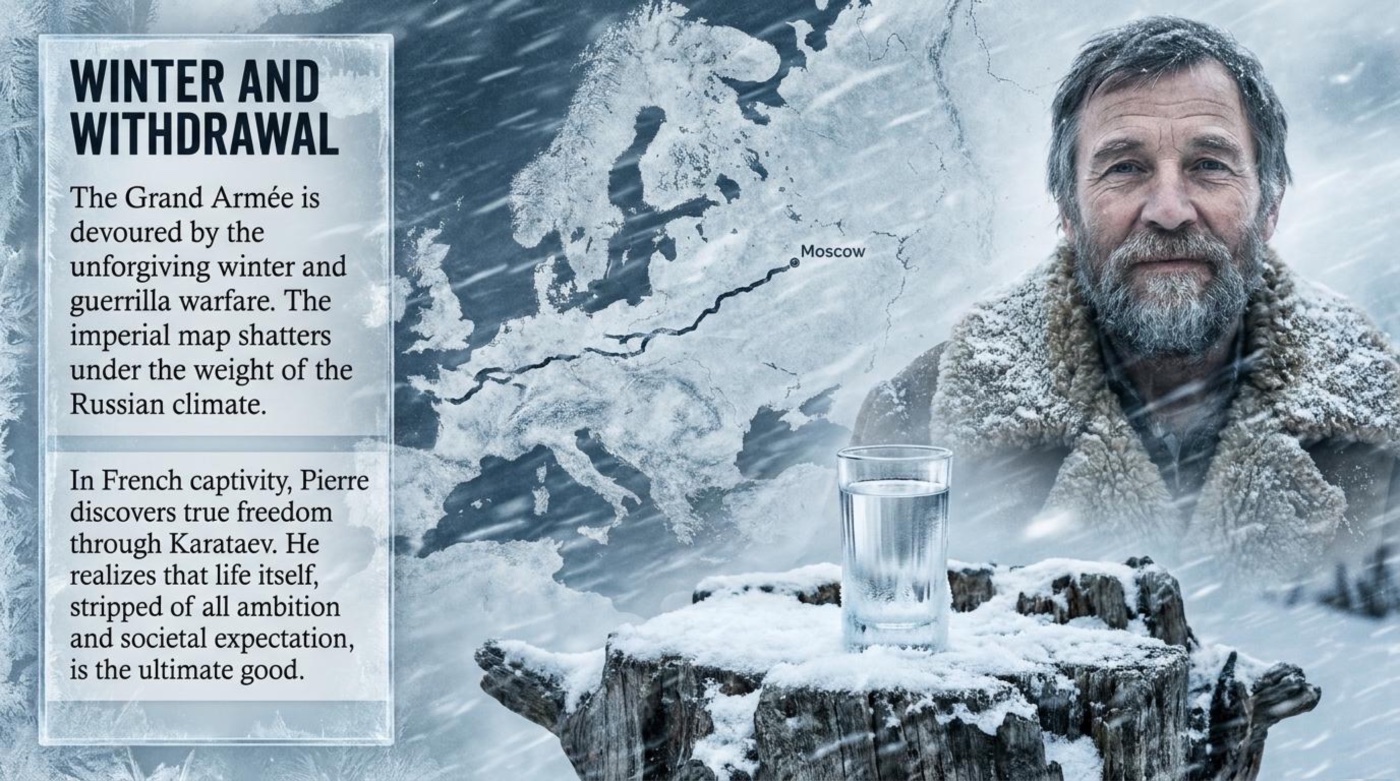 WINTER AND
WITHDRAWAL
The Grand Armée is
devoured by the
unforgiving winter and
guerrilla warfare. The
imperial map shatters
under the weight of the
Russian climate.
In French captivity, Pierre
discovers true freedom
through Karataev. He
realizes that life itself,
stripped of all ambition
and societal expectation,
is the ultimate good.
Moscow